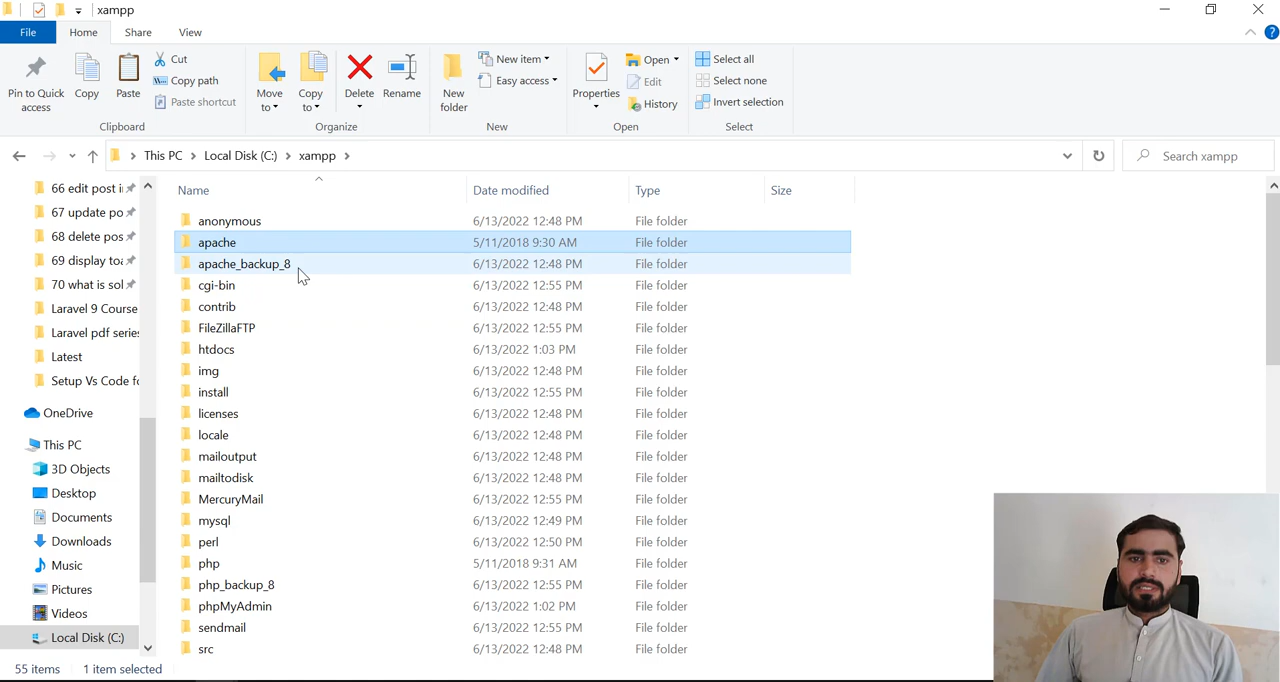 xampp
File Home Share View
Pin to Quick access
Copy
Paste
Cut
Copy path
Paste shortcut
Clipboard
Move to
Copy to
Delete
Rename
Organize
New folder
New item
Easy access
New
Properties
Open
Edit
History
Open
Select all
Select none
Invert selection
Select
This PC Local Disk (C:) xampp
Search xampp
66 edit post i
67 update po
68 delete pos
69 display toa
70 what is sol
Laravel 9 Course
Laravel pdf serie
Latest
Setup Vs Code fo
OneDrive
This PC
3D Objects
Desktop
Documents
Downloads
Music
Pictures
Videos
Local Disk (C:)
Name Date modified Type Size
anonymous 6/13/2022 12:48 PM File folder
apache 5/11/2018 9:30 AM File folder
apache_backup_8 6/13/2022 12:48 PM File folder
cgi-bin 6/13/2022 12:55 PM File folder
contrib 6/13/2022 12:48 PM File folder
FileZillaFTP 6/13/2022 12:55 PM File folder
htdocs 6/13/2022 1:03 PM File folder
img 6/13/2022 12:48 PM File folder
install 6/13/2022 12:55 PM File folder
licenses 6/13/2022 12:48 PM File folder
locale 6/13/2022 12:48 PM File folder
mailoutput 6/13/2022 12:48 PM File folder
mailtodisk 6/13/2022 12:48 PM File folder
MercuryMail 6/13/2022 12:55 PM File folder
mysql 6/13/2022 12:49 PM File folder
perl 6/13/2022 12:50 PM File folder
php 5/11/2018 9:31 AM File folder
php_backup_8 6/13/2022 12:55 PM File folder
phpMyAdmin 6/13/2022 1:02 PM File folder
sendmail 6/13/2022 12:55 PM File folder
src 6/13/2022 12:48 PM File folder
55 items 1 item selected